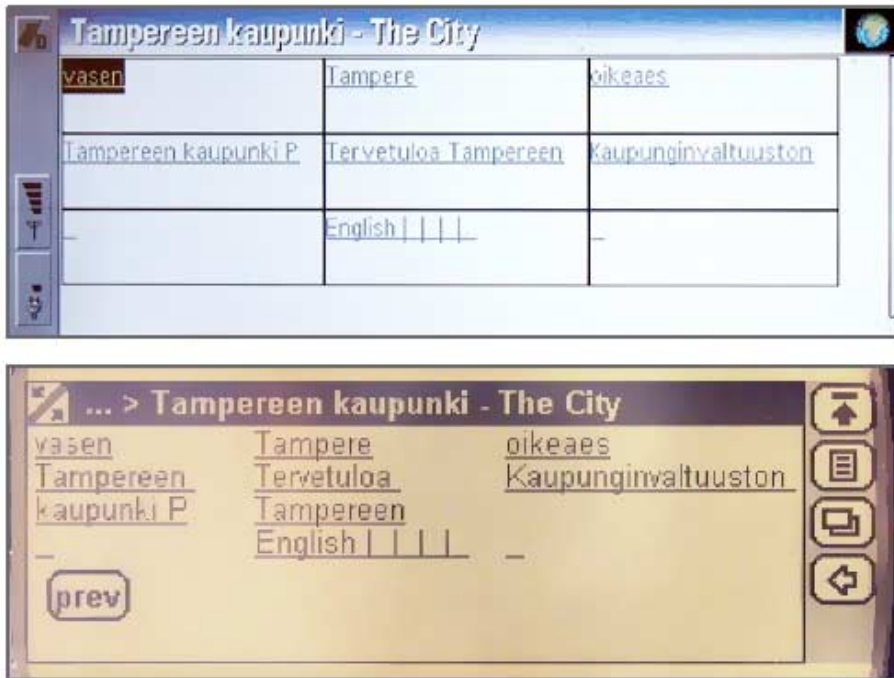 Tampereen kaupunki - The City
vasen Tampere oikeaes
Tampereen kaupunki P Tervetuloa Tampereen Kaupunginvaltuuston
_ English | | | | _
... > Tampereen kaupunki - The City
vasen Tampere oikeaes
Tampereen Tervetuloa Kaupunginvaltuuston
kaupunki P Tampereen
_ English | | | | _
prev